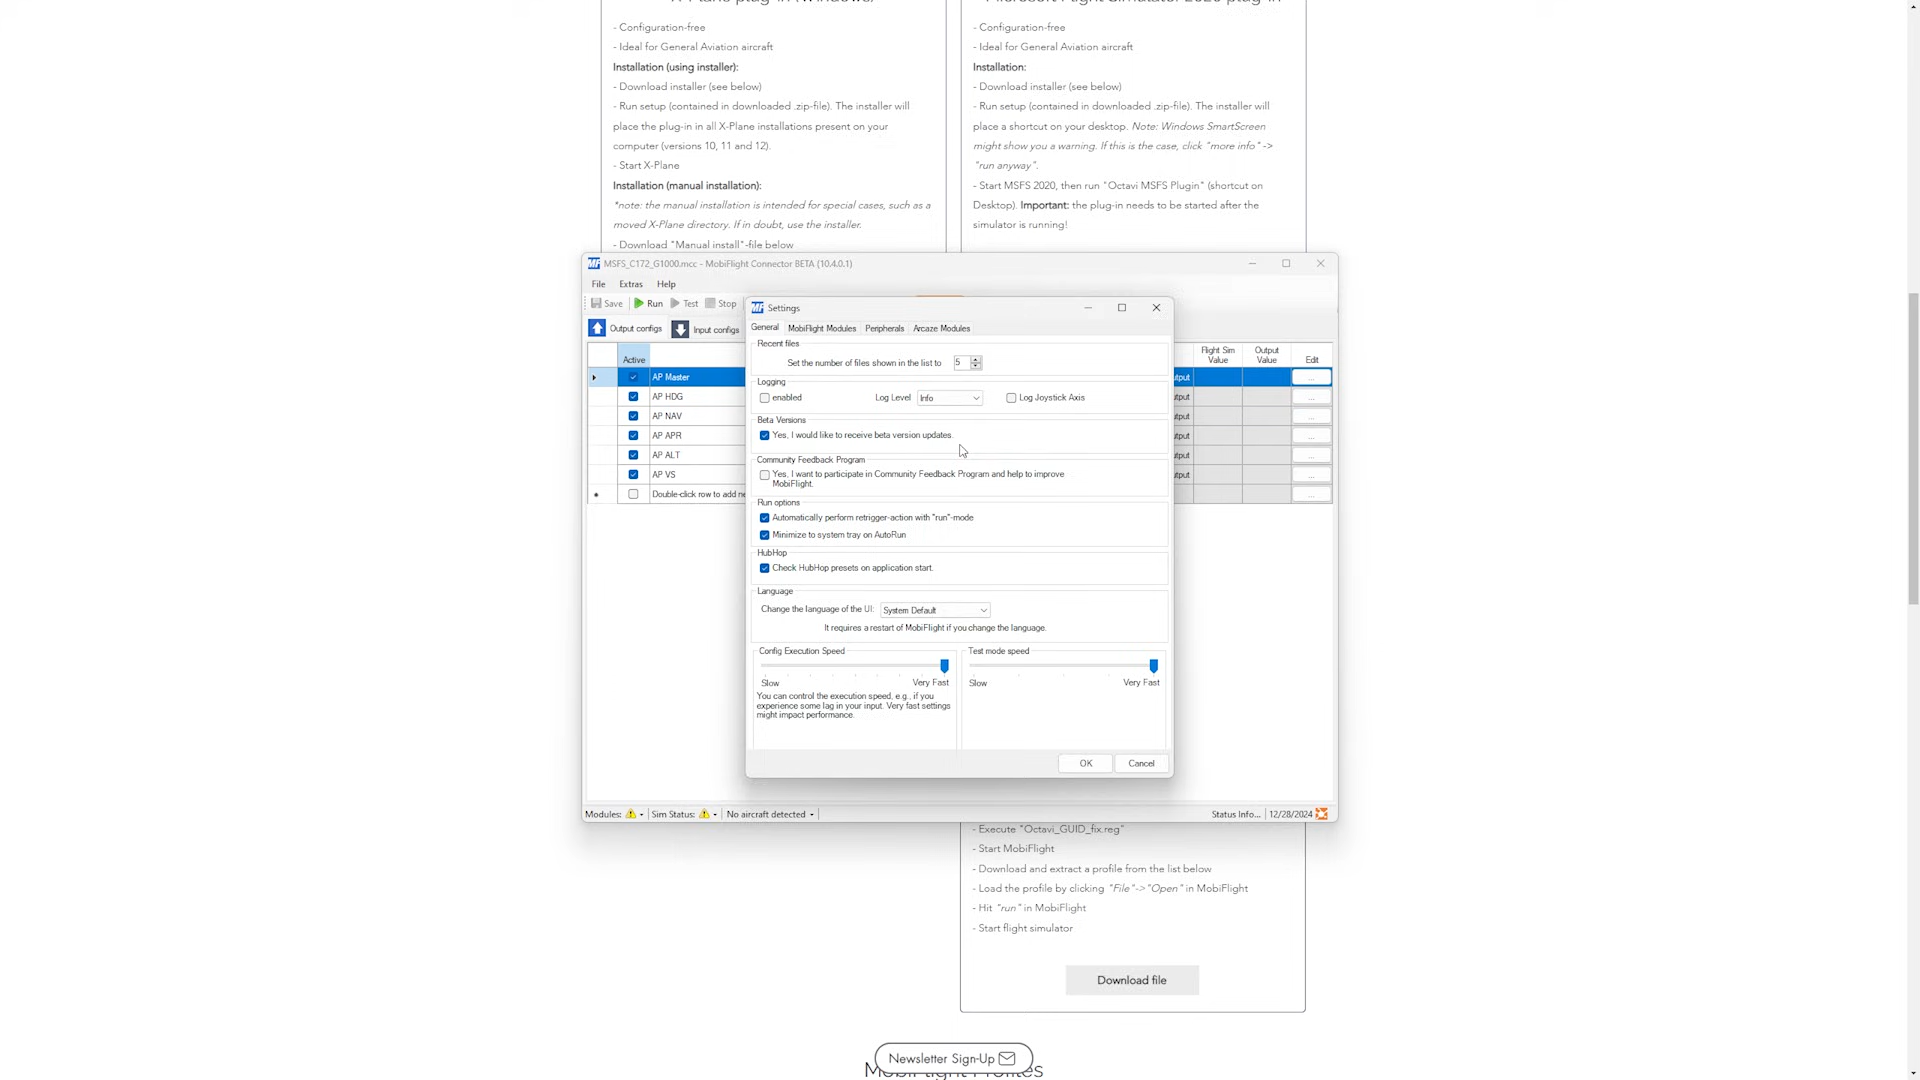 - Configuration-free
- Ideal for General Aviation aircraft
Installation (using installer):
- Download installer (see below)
- Run setup (contained in downloaded .zip-file). The installer will
place the plug-in in all X-Plane installations present on your
computer (versions 10, 11 and 12).
- Start X-Plane
Installation (manual installation):
*note: the manual installation is intended for special cases, such as a
moved X-Plane directory. If in doubt, use the installer.
- Download "Manual install"-file below
- Configuration-free
- Ideal for General Aviation aircraft
Installation:
- Download installer (see below)
- Run setup (contained in downloaded .zip-file). The installer will
place a shortcut on your desktop. Note: Windows SmartScreen
might show you a warning. If this is the case, click "more info" ->
"run anyway".
- Start MSFS 2020, then run "Octavi MSFS Plugin" (shortcut on
Desktop). Important: the plug-in needs to be started after the
simulator is running!
MSFS_C172_G1000.mcc - MobiFlight Connector BETA (10.4.0.1)
File Extras Help
Save Run Test Stop
Output configs Input configs
Active
Flight Sim Value
Output Value
Edit
AP Master
AP HDG
AP NAV
AP APR
AP ALT
AP VS
Double-click row to add ne
Settings
General MobiFlight Modules Peripherals Arcaze Modules
Recent files
Set the number of files shown in the list to 5
Logging
enabled Log Level Info Log Joystick Axis
Beta Versions
Yes, I would like to receive beta version updates.
Community Feedback Program
Yes, I want to participate in Community Feedback Program and help to improve
MobiFlight.
Run options
Automatically perform retrigger-action with "run"-mode
Minimize to system tray on AutoRun
HubHop
Check HubHop presets on application start.
Language
Change the language of the UI: System Default
It requires a restart of MobiFlight if you change the language.
Config Execution Speed
Slow Very Fast
You can control the execution speed, e.g., if you
experience some lag in your input. Very fast settings
might impact performance.
Test mode speed
Slow Very Fast
OK Cancel
Modules: Sim Status: No aircraft detected Status Info... 12/28/2024
- Execute "Octavi_GUID_fix.reg"
- Start MobiFlight
- Download and extract a profile from the list below
- Load the profile by clicking "File"->"Open" in MobiFlight
- Hit "run" in MobiFlight
- Start flight simulator
Download file
Newsletter Sign-Up